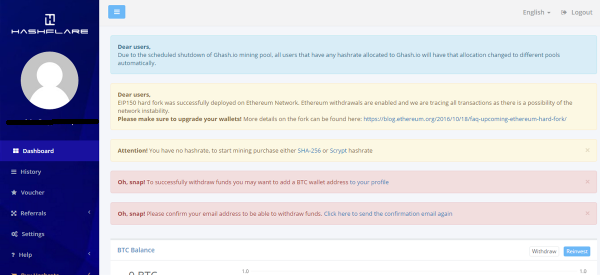 English
Logout
HASHFLARE
Dear users,
Due to the scheduled shutdown of Ghash.io mining pool, all users that have any hashrate allocated to Ghash.io will have that allocation changed to different pools
automatically.
Dear users,
EIP150 hard fork was successfully deployed on Ethereum Network. Ethereum withdrawals are enabled and we are tracing all transactions as there is a possibility of the
network instability.
Please make sure to upgrade your wallets! More details on the fork can be found here: https://blog.ethereum.org/2016/10/18/faq-upcoming-ethereum-hard-fork/
Dashboard
Attention! You have no hashrate, to start mining purchase either SHA-256 or Scrypt hashrate
History
Oh, snap! To successfully withdraw funds you may want to add a BTC wallet address to your profile
Voucher
Referrals
Oh, snap! Please confirm your email address to be able to withdraw funds. Click here to send the confirmation email again
Settings
Help
BTC Balance
Withdraw
Reinvest
0 BTC
1.0
1.0